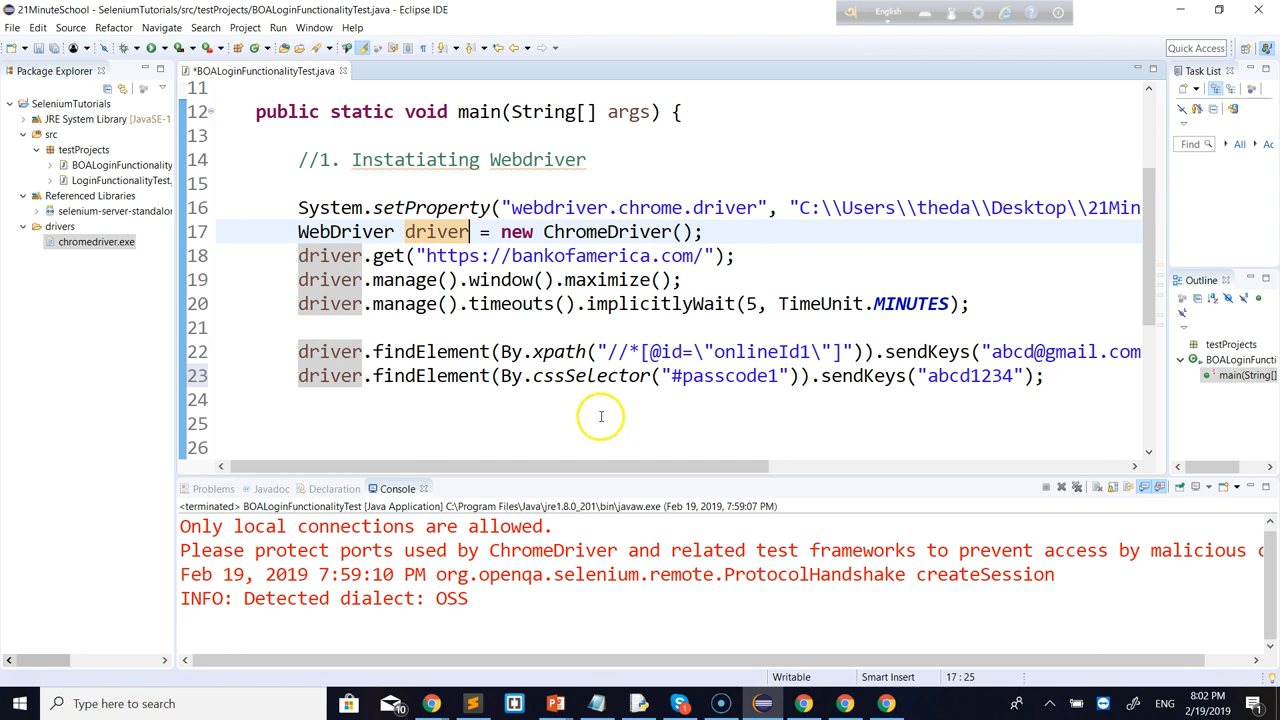 21MinuteSchool - SeleniumTutorials/src/testProjects/BOALoginFunctionalityTest.java - Eclipse IDE
English
File Edit Source Refactor Navigate Search Project Run Window Help
Quick Access
Package Explorer
*BOALoginFunctionalityTest.java
Task List
SeleniumTutorials
JRE System Library [JavaSE-1
src
testProjects
BOALoginFunctionality
LoginFunctionalityTest.
Referenced Libraries
selenium-server-standalor
drivers
chromedriver.exe
11
12 public static void main(String[] args) {
13
14 //1. Instatiating Webdriver
15
16 System.setProperty("webdriver.chrome.driver", "C:\\Users\\theda\\Desktop\\21Min
17 WebDriver driver = new ChromeDriver();
18 driver.get("https://bankofamerica.com/");
19 driver.manage().window().maximize();
20 driver.manage().timeouts().implicitlyWait(5, TimeUnit.MINUTES);
21
22 driver.findElement(By.xpath("//*[@id=\"onlineId1\"]")).sendKeys("abcd@gmail.com
23 driver.findElement(By.cssSelector("#passcode1")).sendKeys("abcd1234");
24
25
26
Find All Ac
Outline
testProjects
BOALoginFuncti
main(String[]
Problems Javadoc Declaration Console
<terminated> BOALoginFunctionalityTest [Java Application] C:\Program Files\Java\jre1.8.0_201\bin\javaw.exe (Feb 19, 2019 7:59:07 PM)
Only local connections are allowed.
Please protect ports used by ChromeDriver and related test frameworks to prevent access by malicious c
Feb 19, 2019 7:59:10 PM org.openqa.selenium.remote.ProtocolHandshake createSession
INFO: Detected dialect: OSS
Writable Smart Insert 17 : 25
Type here to search
10
ENG
8:02 PM
2/19/2019
1